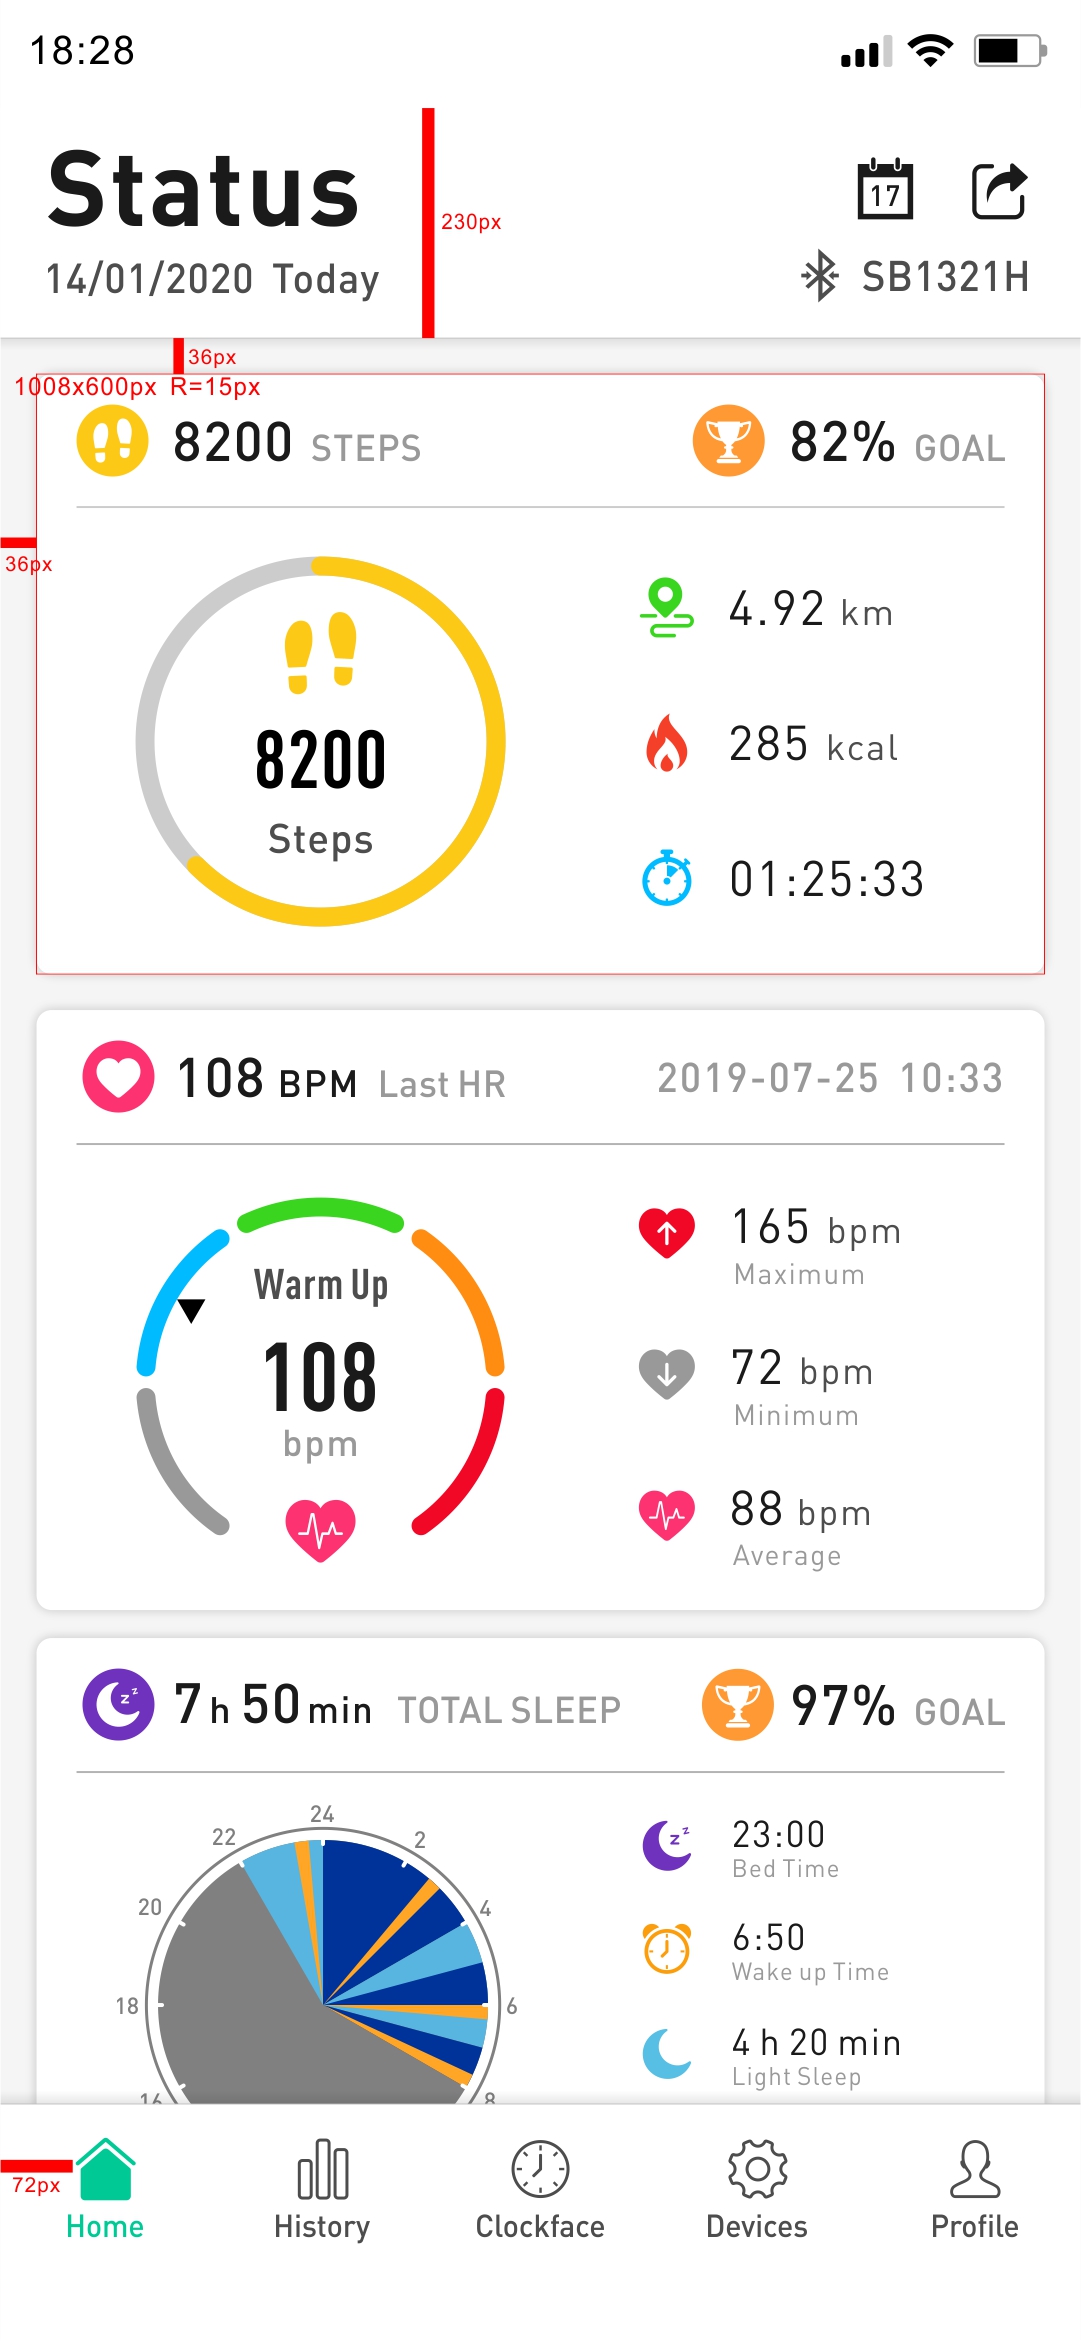 18:28
Status
17
230px
14/01/2020 Today
SB1321H
36px
1008x600px R=15px
8200 STEPS
82% GOAL
36px
4.92 km
8200
Steps
285 kcal
01:25:33
108 BPM Last HR
2019-07-25 10:33
Warm Up
108
bpm
165 bpm
Maximum
72 bpm
Minimum
88 bpm
Average
zz
7 h 50 min TOTAL SLEEP
97% GOAL
24
22
2
20
4
18
6
16
8
zz
23:00
Bed Time
6:50
Wake up Time
4 h 20 min
Light Sleep
72px
Home
History
Clockface
Devices
Profile